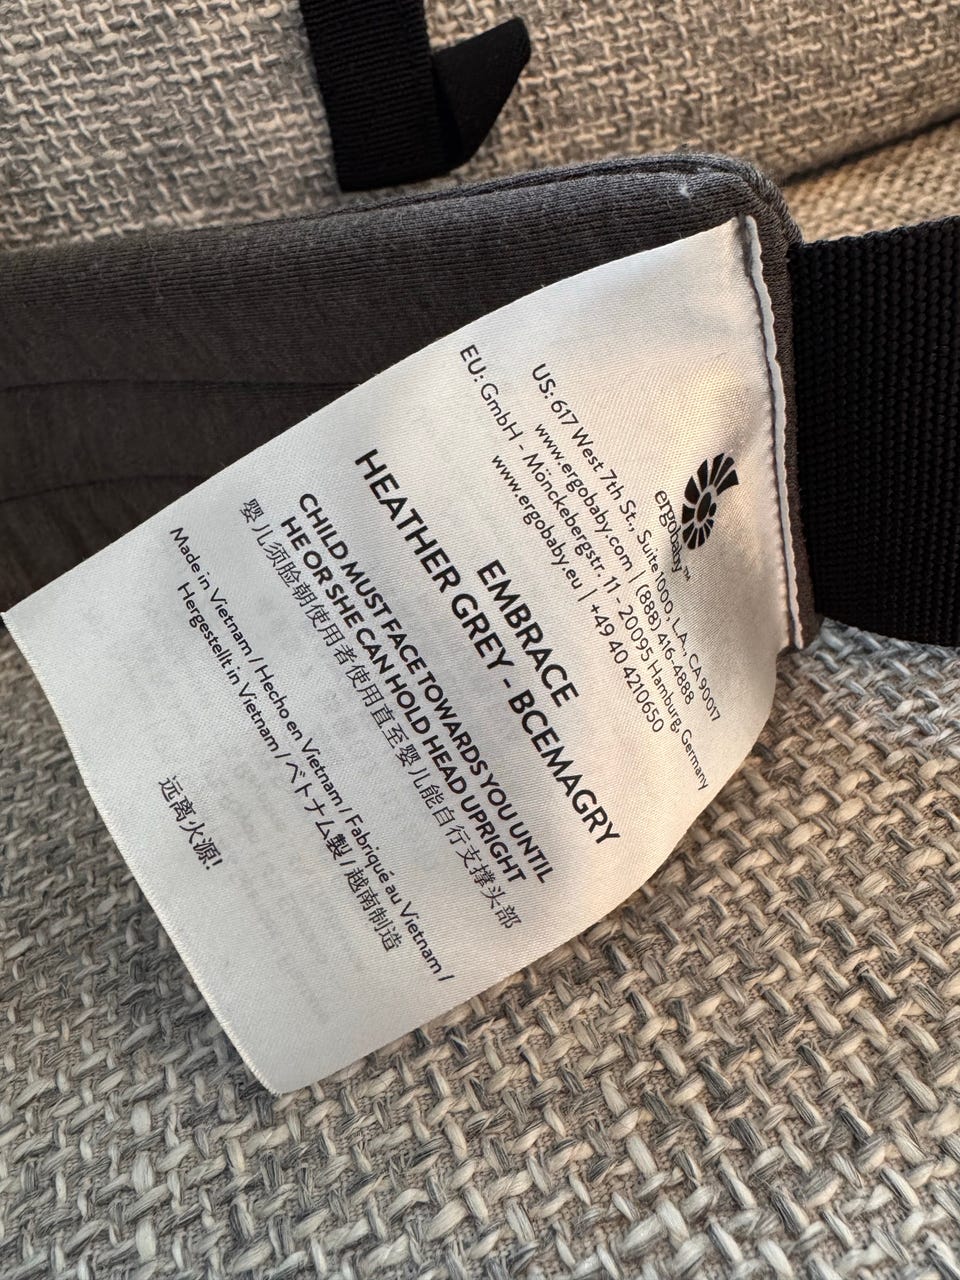 ergobaby™
US: 617 West 7th St., Suite 1000, L.A., CA 90017
www.ergobaby.com | (888) 416-4888
EU: GmbH - Mönckebergstr. 11 - 20095 Hamburg, Germany
www.ergobaby.eu | +49 40 4210650
EMBRACE
HEATHER GREY - BCEMAGRY
CHILD MUST FACE TOWARDS YOU UNTIL
HE OR SHE CAN HOLD HEAD UPRIGHT
婴儿须脸朝使用者使用直至婴儿能自行支撑头部
Made in Vietnam / Hecho en Vietnam / Fabriqué au Vietnam /
Hergestellt in Vietnam / ベトナム製 / 越南制造
远离火源!